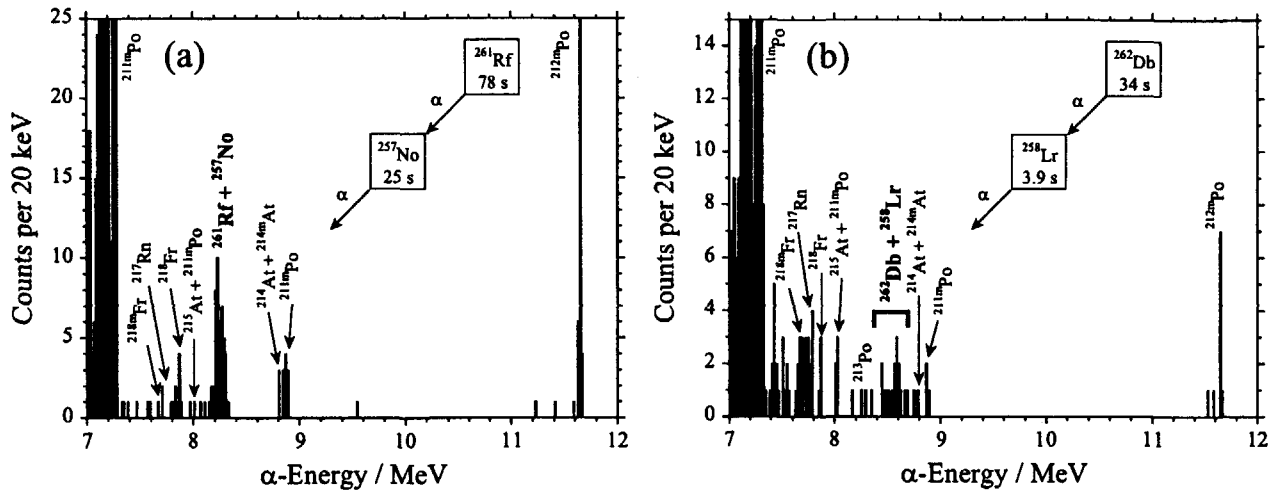 (a)
Counts per 20 keV
25
20
15
10
5
0
7 8 9 10 11 12
α-Energy / MeV
²¹¹ᵐPo
²¹⁸ᵐFr
²¹⁷Rn
²¹⁸Fr
²¹⁵At + ²¹¹ᵐPo
²⁶¹Rf + ²⁵⁷No
²¹⁴At + ²¹⁴ᵐAt
²¹¹ᵐPo
²¹²ᵐPo
²⁶¹Rf
78 s
α
²⁵⁷No
25 s
α
(b)
Counts per 20 keV
14
12
10
8
6
4
2
0
7 8 9 10 11 12
α-Energy / MeV
²¹¹ᵐPo
²¹⁸ᵐFr
²¹⁷Rn
²¹⁸Fr
²¹⁵At + ²¹¹ᵐPo
²¹³Po
²⁶²Db + ²⁵⁸Lr
²¹⁴At + ²¹⁴ᵐAt
²¹¹ᵐPo
²¹²ᵐPo
²⁶²Db
34 s
α
²⁵⁸Lr
3.9 s
α